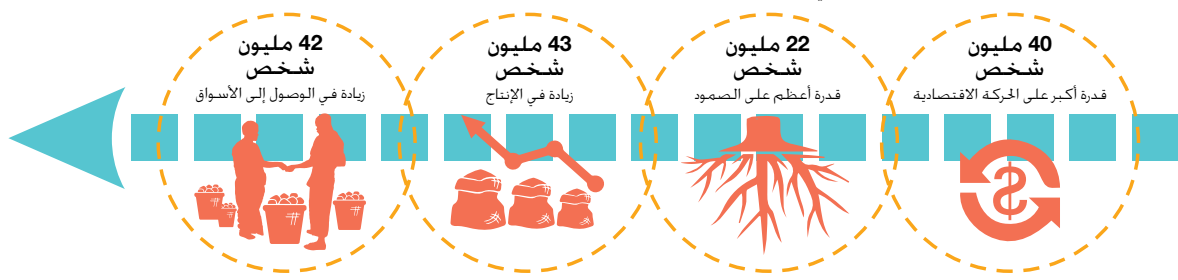 40 مليون
شخص
قدرة أكبر على الحركة الاقتصادية
22 مليون
شخص
قدرة أعظم على الصمود
43 مليون
شخص
زيادة في الإنتاج
42 مليون
شخص
زيادة في الوصول إلى الأسواق